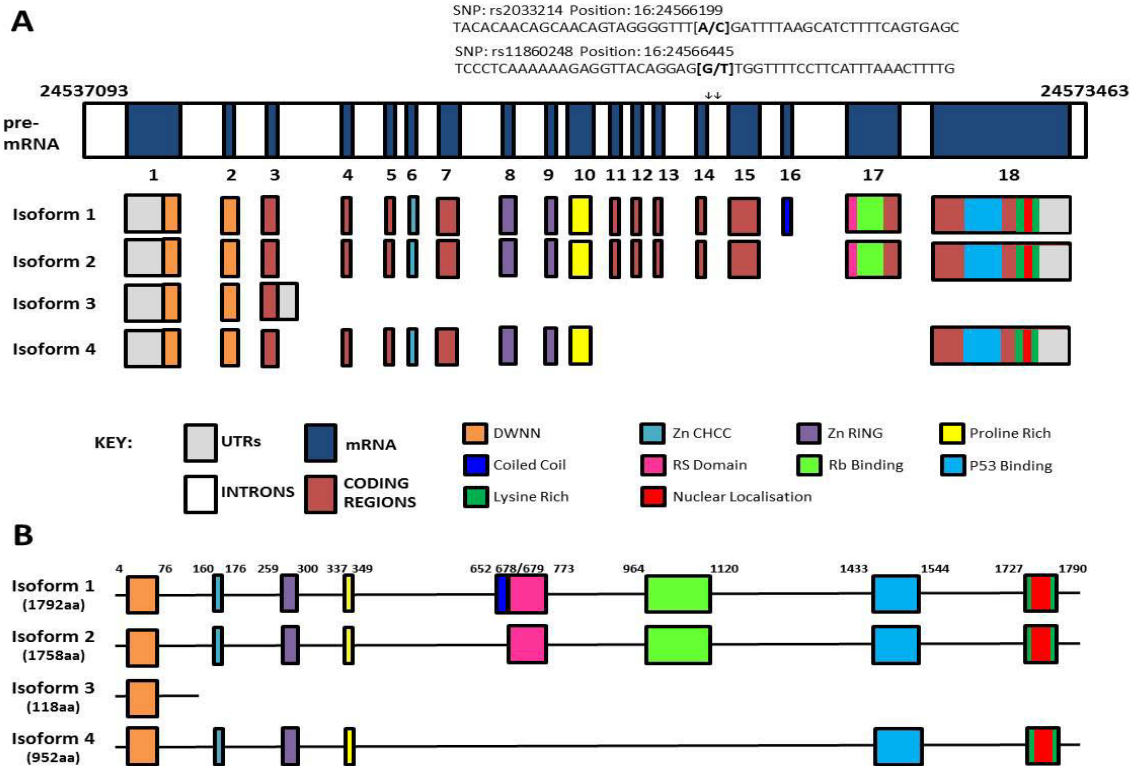 A
SNP: rs2033214 Position: 16:24566199
TACACAACAGCAACAGTAGGGGTTT[A/C]GATTTTAAGCATCTTTTCAGTGAGC
SNP: rs11860248 Position: 16:24566445
TCCCTCAAAAAAGAGGTTACAGGAG[G/T]TGGTTTTCCTTCATTTAAACTTTTG
↓↓
24537093 24573463
pre-
mRNA
1 2 3 4 5 6 7 8 9 10 11 12 13 14 15 16 17 18
Isoform 1
Isoform 2
Isoform 3
Isoform 4
KEY: UTRs mRNA DWNN Zn CHCC Zn RING Proline Rich
Coiled Coil RS Domain Rb Binding P53 Binding
INTRONS CODING
REGIONS
Lysine Rich Nuclear Localisation
B
4 76 160 176 259 300 337 349 652 678/679 773 964 1120 1433 1544 1727 1790
Isoform 1
(1792aa)
Isoform 2
(1758aa)
Isoform 3
(118aa)
Isoform 4
(952aa)